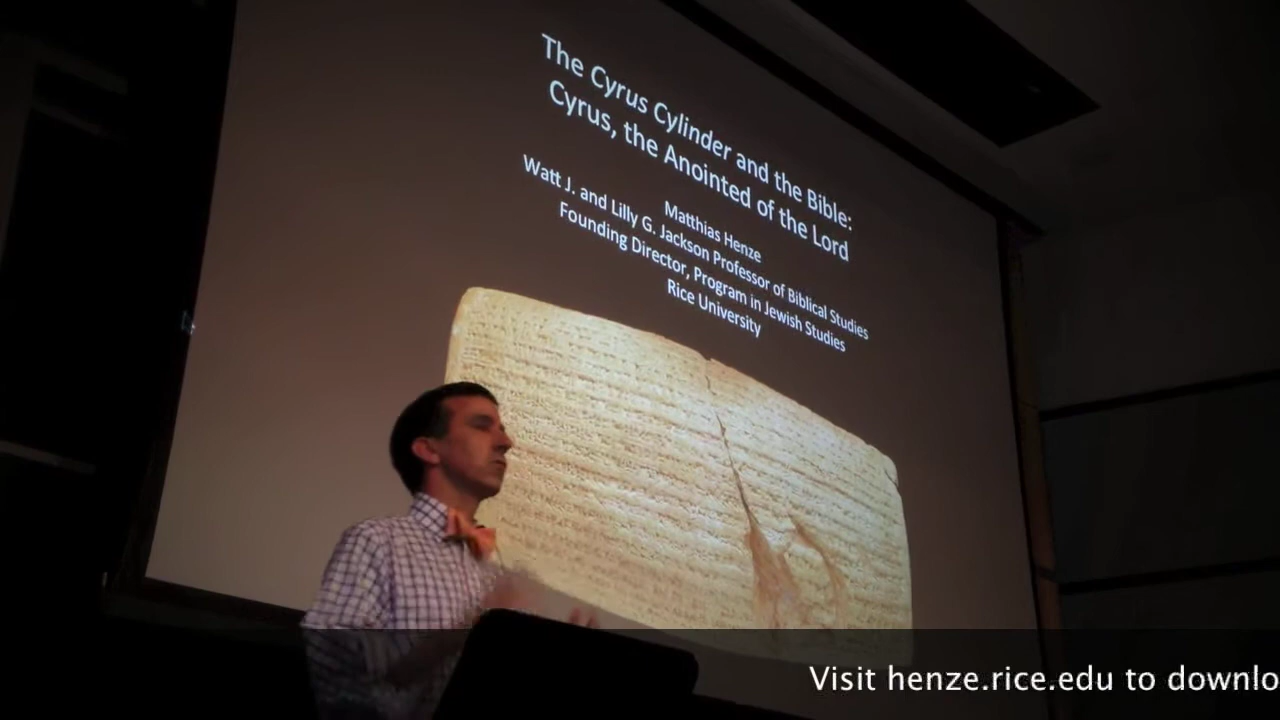 The Cyrus Cylinder and the Bible:
Cyrus, the Anointed of the Lord
Matthias Henze
Watt J. and Lilly G. Jackson Professor of Biblical Studies
Founding Director, Program in Jewish Studies
Rice University
Visit henze.rice.edu to downlo